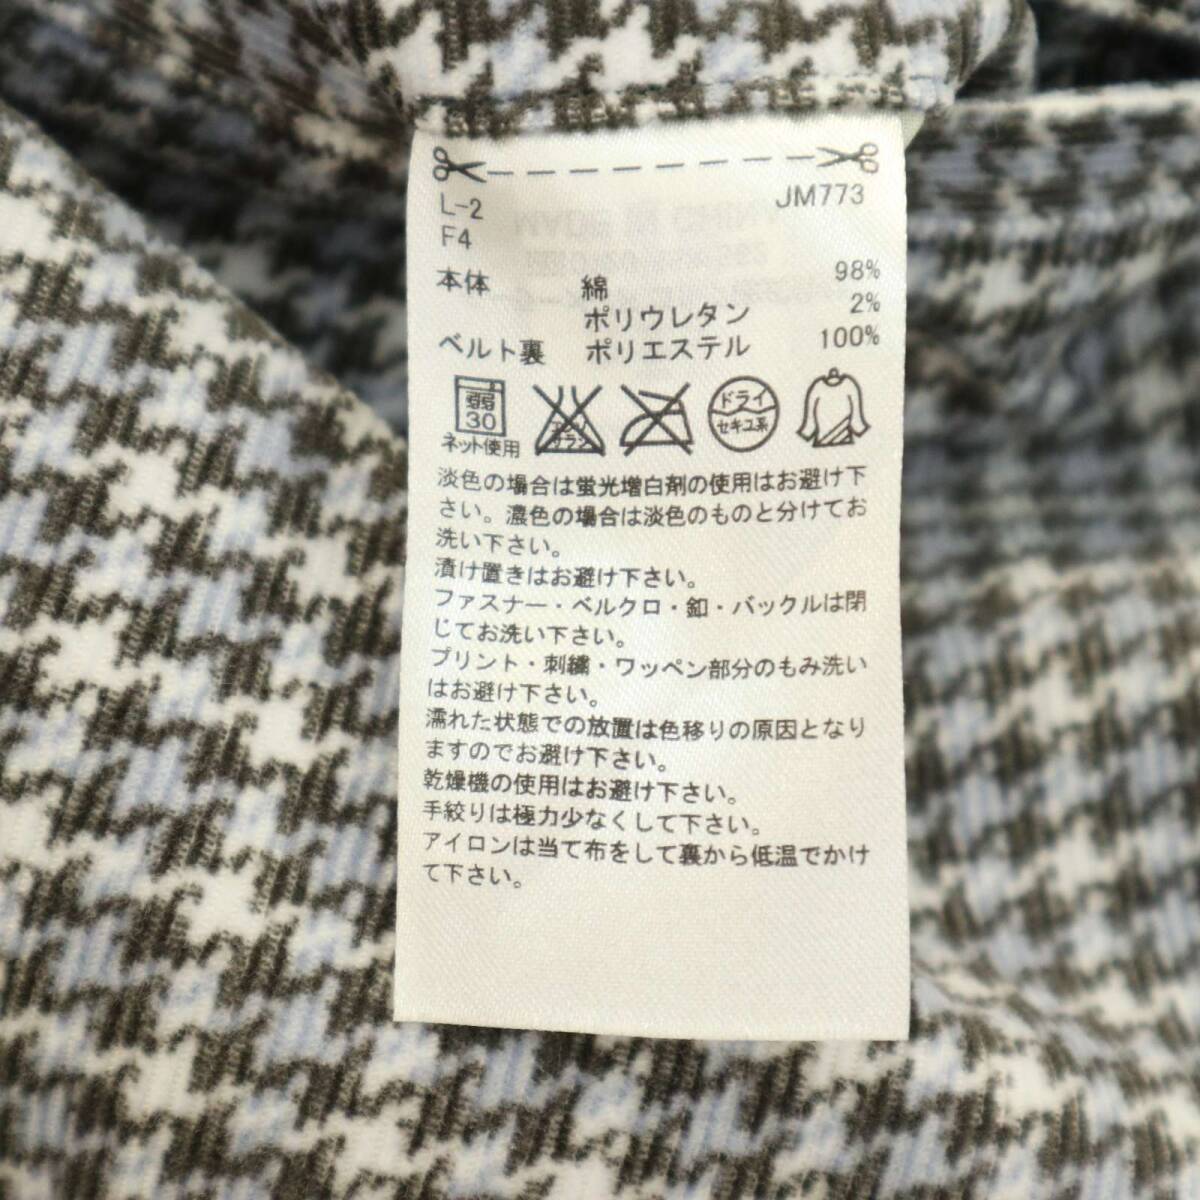 L-2 JM773
F4
本体 綿 98%
ポリウレタン 2%
ベルト裏 ポリエステル 100%
弱
30
ネット使用
エンソ
サラシ
ドライ
セキユ系
淡色の場合は蛍光増白剤の使用はお避け下
さい。濃色の場合は淡色のものと分けてお
洗い下さい。
漬け置きはお避け下さい。
ファスナー・ベルクロ・釦・バックルは閉
じてお洗い下さい。
プリント・刺繍・ワッペン部分のもみ洗い
はお避け下さい。
濡れた状態での放置は色移りの原因となり
ますのでお避け下さい。
乾燥機の使用はお避け下さい。
手絞りは極力少なくして下さい。
アイロンは当て布をして裏から低温でかけ
て下さい。